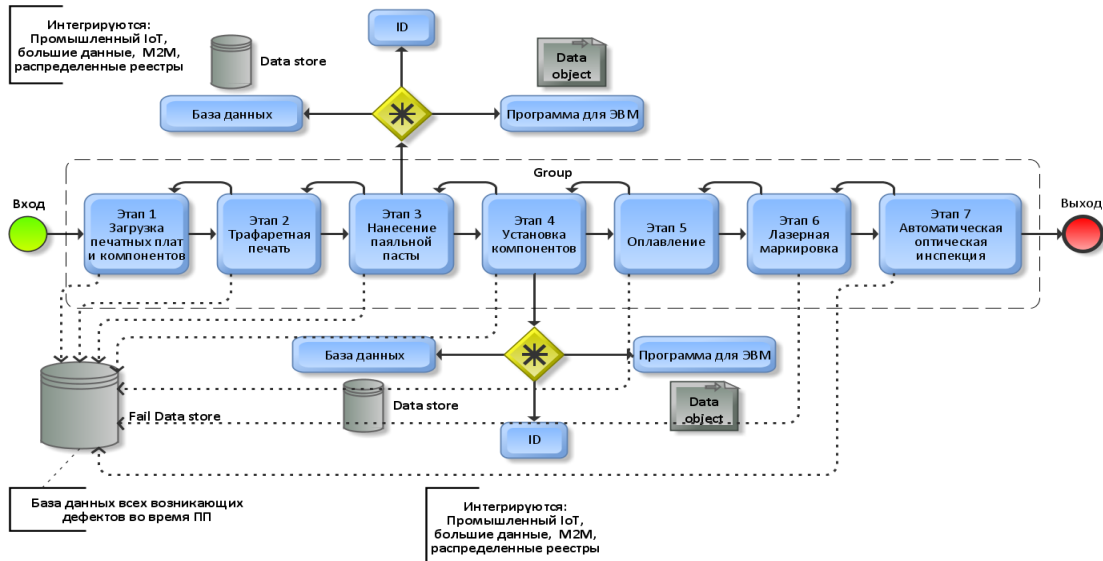 Интегрируются:
Промышленный IoT,
большие данные, M2M,
распределенные реестры
ID
Data store
Data
object
База данных
Программа для ЭВМ
Group
Вход
Этап 1
Загрузка
печатных плат
и компонентов
Этап 2
Трафаретная
печать
Этап 3
Нанесение
паяльной
пасты
Этап 4
Установка
компонентов
Этап 5
Оплавление
Этап 6
Лазерная
маркировка
Этап 7
Автоматическая
оптическая
инспекция
Выход
База данных
Программа для ЭВМ
Fail Data store
Data store
Data
object
ID
База данных всех возникающих
дефектов во время ПП
Интегрируются:
Промышленный IoT,
большие данные, M2M,
распределенные реестры